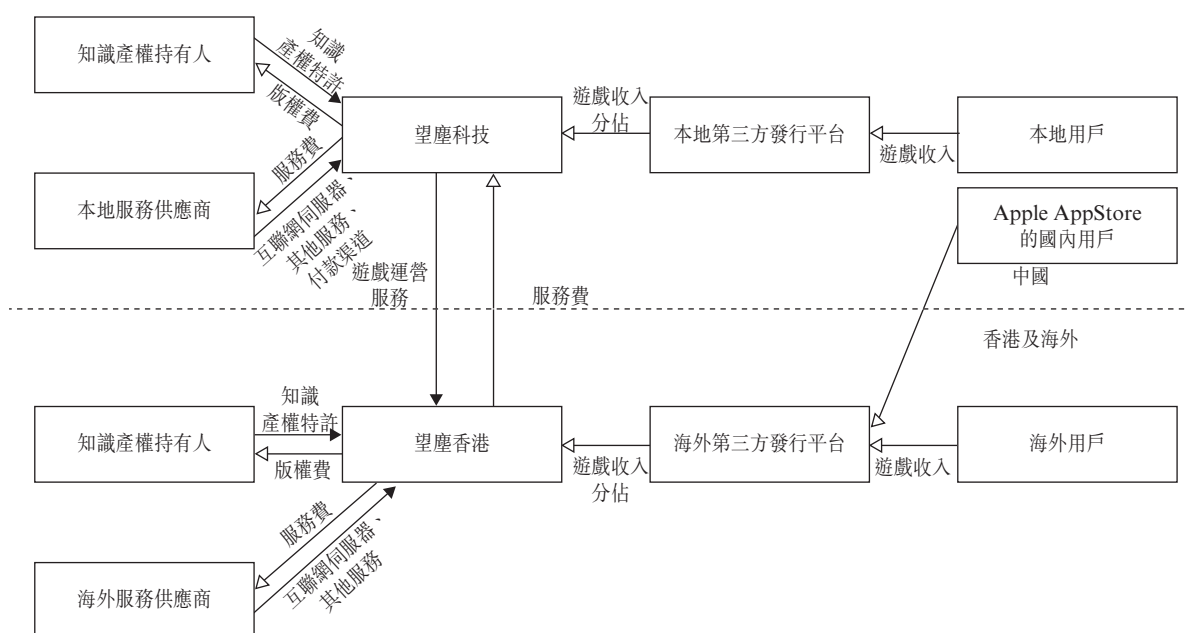 知識產權持有人
知識
產權特許
版權費
望塵科技
遊戲收入
分佔
本地第三方發行平台
遊戲收入
本地用戶
服務費
本地服務供應商
互聯網伺服器、
其他服務、
付款渠道
Apple AppStore
的國內用戶
中國
遊戲運營
服務
服務費
香港及海外
知識產權持有人
知識
產權特許
版權費
望塵香港
遊戲收入
分佔
海外第三方發行平台
遊戲收入
海外用戶
服務費
互聯網伺服器、
其他服務
海外服務供應商